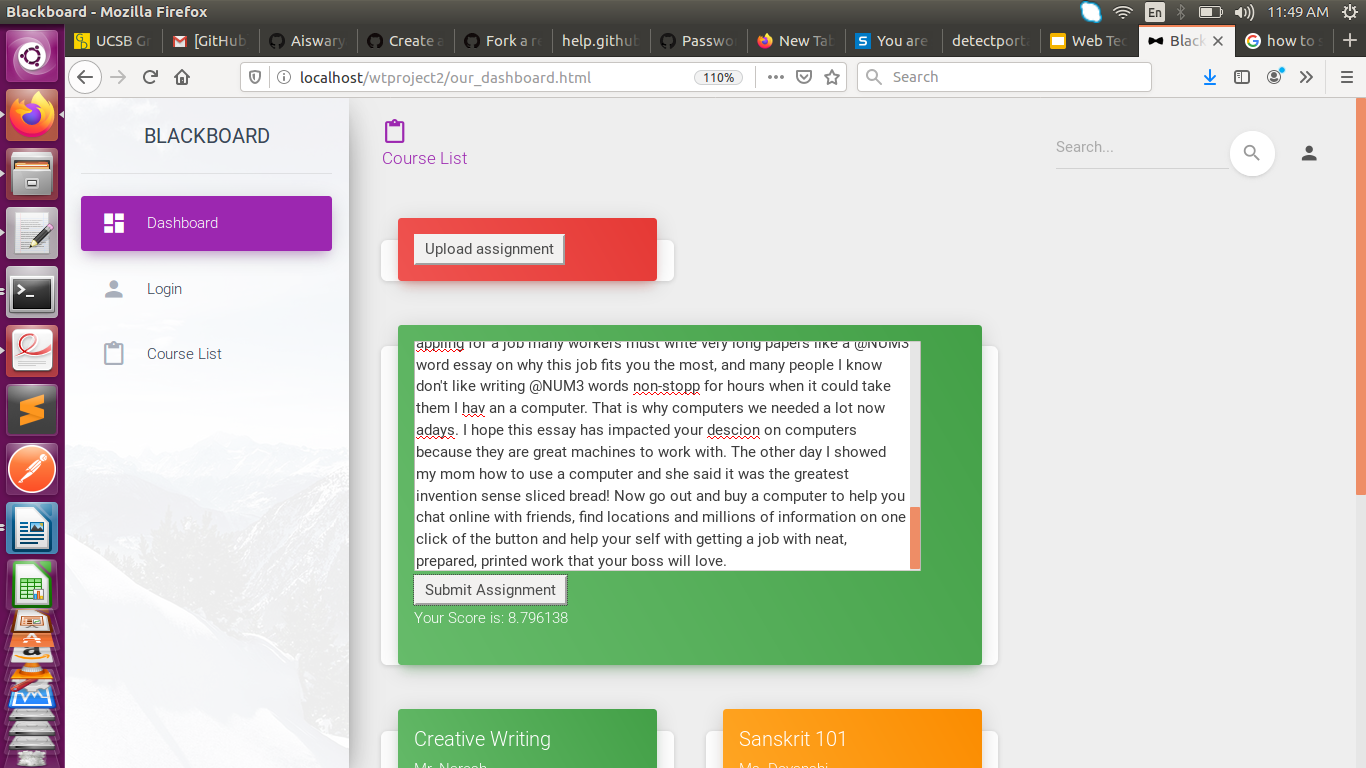 Blackboard - Mozilla Firefox
En
11:49 AM
UCSB Gr
[GitHub
Aiswary
Create a
Fork a re
help.github
Passwo
New Tab
You are
detectport
Web Tec
Black
how to s
localhost/wtproject2/our_dashboard.html
110%
Search
BLACKBOARD
Dashboard
Login
Course List
Course List
Search...
Upload assignment
appling for a job many workers must write very long papers like a @NUM3
word essay on why this job fits you the most, and many people I know
don't like writing @NUM3 words non-stopp for hours when it could take
them I hav an a computer. That is why computers we needed a lot now
adays. I hope this essay has impacted your descion on computers
because they are great machines to work with. The other day I showed
my mom how to use a computer and she said it was the greatest
invention sense sliced bread! Now go out and buy a computer to help you
chat online with friends, find locations and millions of information on one
click of the button and help your self with getting a job with neat,
prepared, printed work that your boss will love.
Submit Assignment
Your Score is: 8.796138
Creative Writing
Sanskrit 101